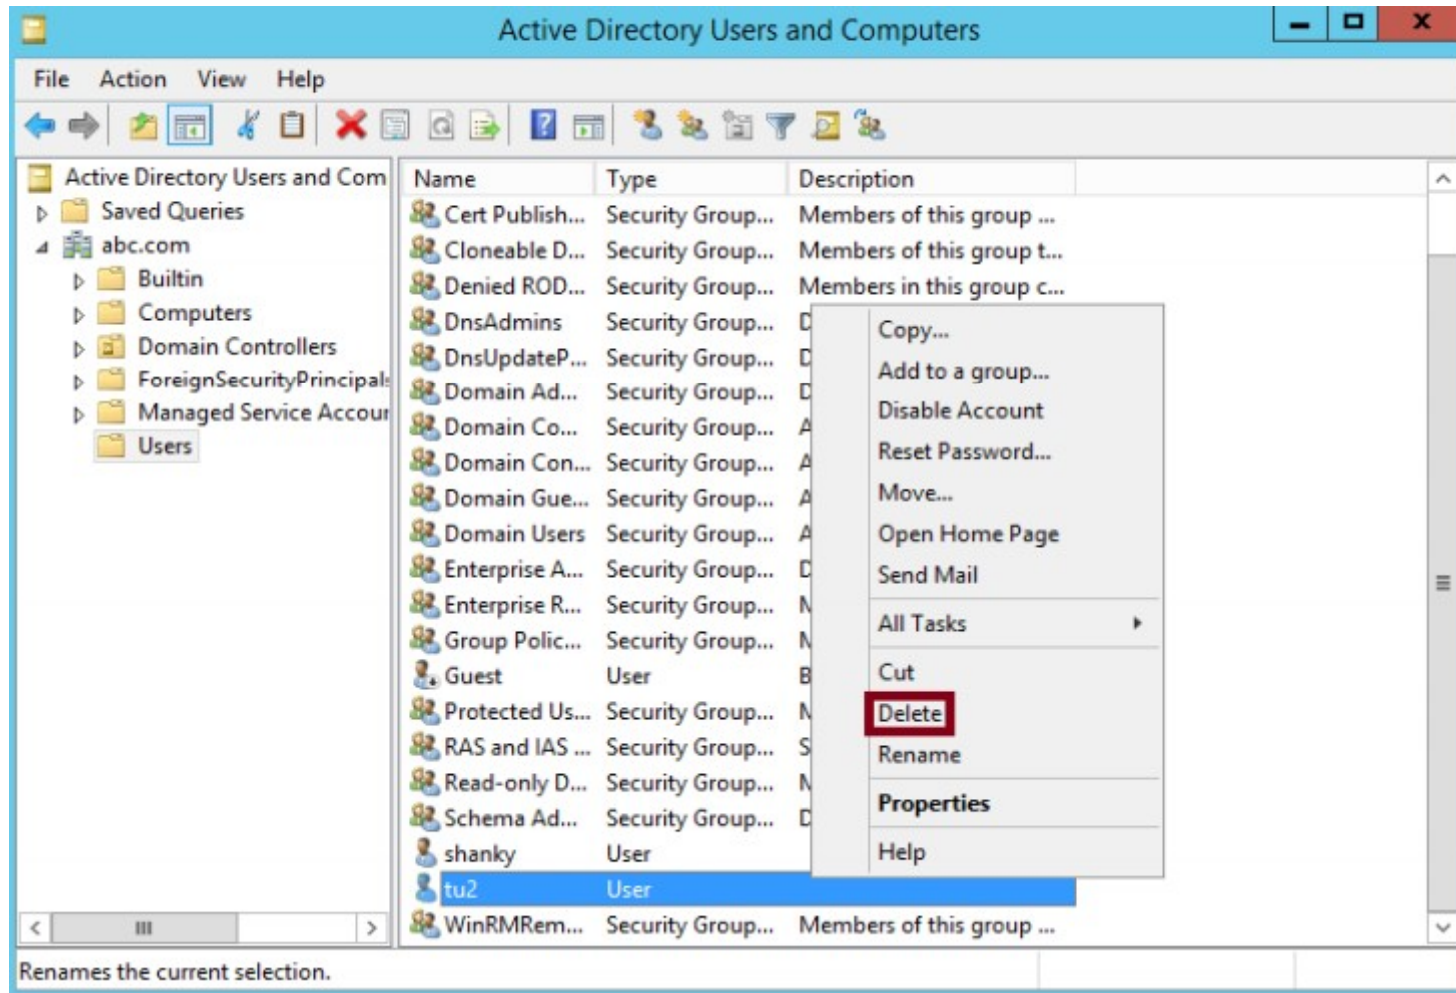 Active Directory Users and Computers
File Action View Help
Active Directory Users and Com
Saved Queries
abc.com
Builtin
Computers
Domain Controllers
ForeignSecurityPrincipals
Managed Service Accour
Users
Name Type Description
Cert Publish... Security Group... Members of this group ...
Cloneable D... Security Group... Members of this group t...
Denied ROD... Security Group... Members in this group c...
DnsAdmins Security Group... D
DnsUpdateP... Security Group... D
Domain Ad... Security Group... D
Domain Co... Security Group... A
Domain Con... Security Group... A
Domain Gue... Security Group... A
Domain Users Security Group... A
Enterprise A... Security Group... D
Enterprise R... Security Group... M
Group Polic... Security Group... M
Guest User B
Protected Us... Security Group... M
RAS and IAS ... Security Group... S
Read-only D... Security Group... M
Schema Ad... Security Group... D
shanky User
tu2 User
WinRMRem... Security Group... Members of this group ...
Copy...
Add to a group...
Disable Account
Reset Password...
Move...
Open Home Page
Send Mail
All Tasks
Cut
Delete
Rename
Properties
Help
Renames the current selection.